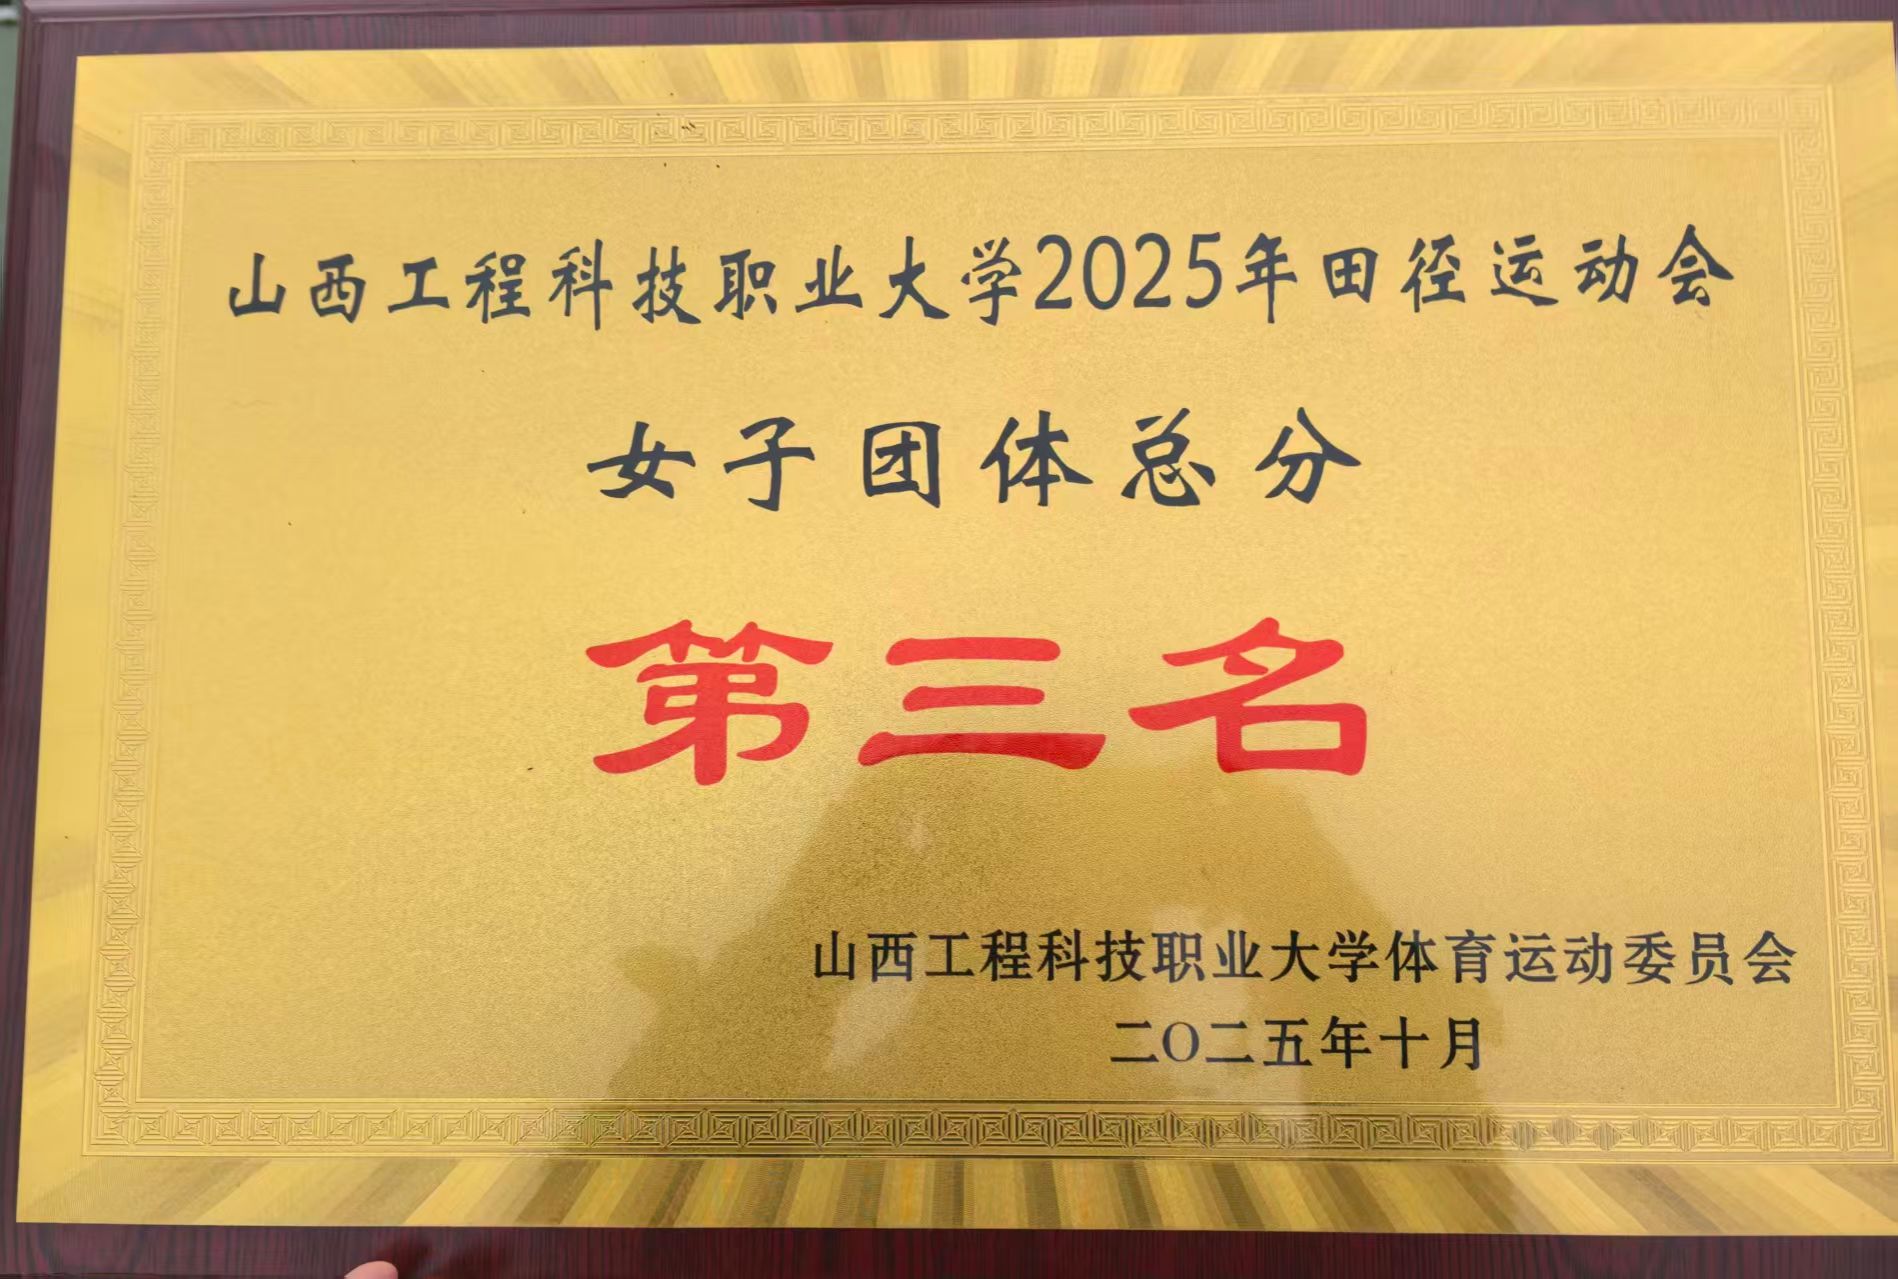 山西工程科技职业大学2025年田径运动会
女子团体总分
第三名
山西工程科技职业大学体育运动委员会
二〇二五年十月